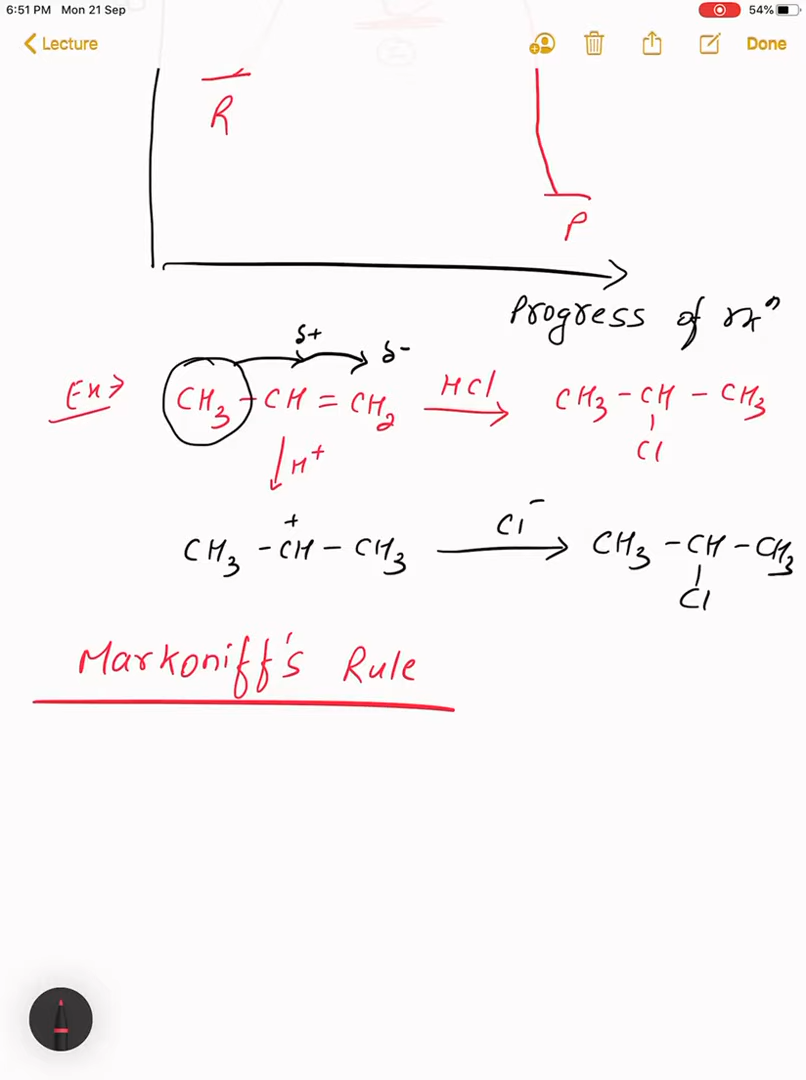 6:51 PM Mon 21 Sep 54%
Lecture Done
R
P
Progress of rxⁿ
δ+ δ-
Ex⇒ CH₃-CH=CH₂ HCl CH₃-CH-CH₃
Cl
H⁺
+
CH₃-CH-CH₃ Cl⁻ CH₃-CH-CH₃
Cl
Markoniff's Rule